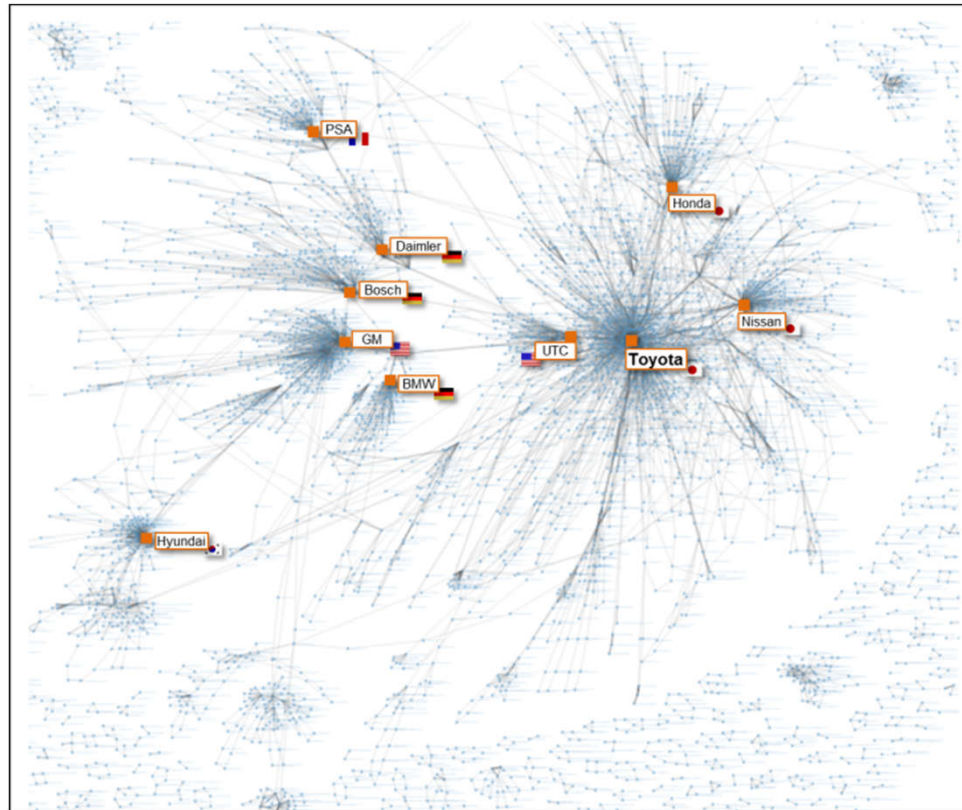 PSA
Honda
Daimler
Bosch
Nissan
GM
UTC
Toyota
BMW
Hyundai